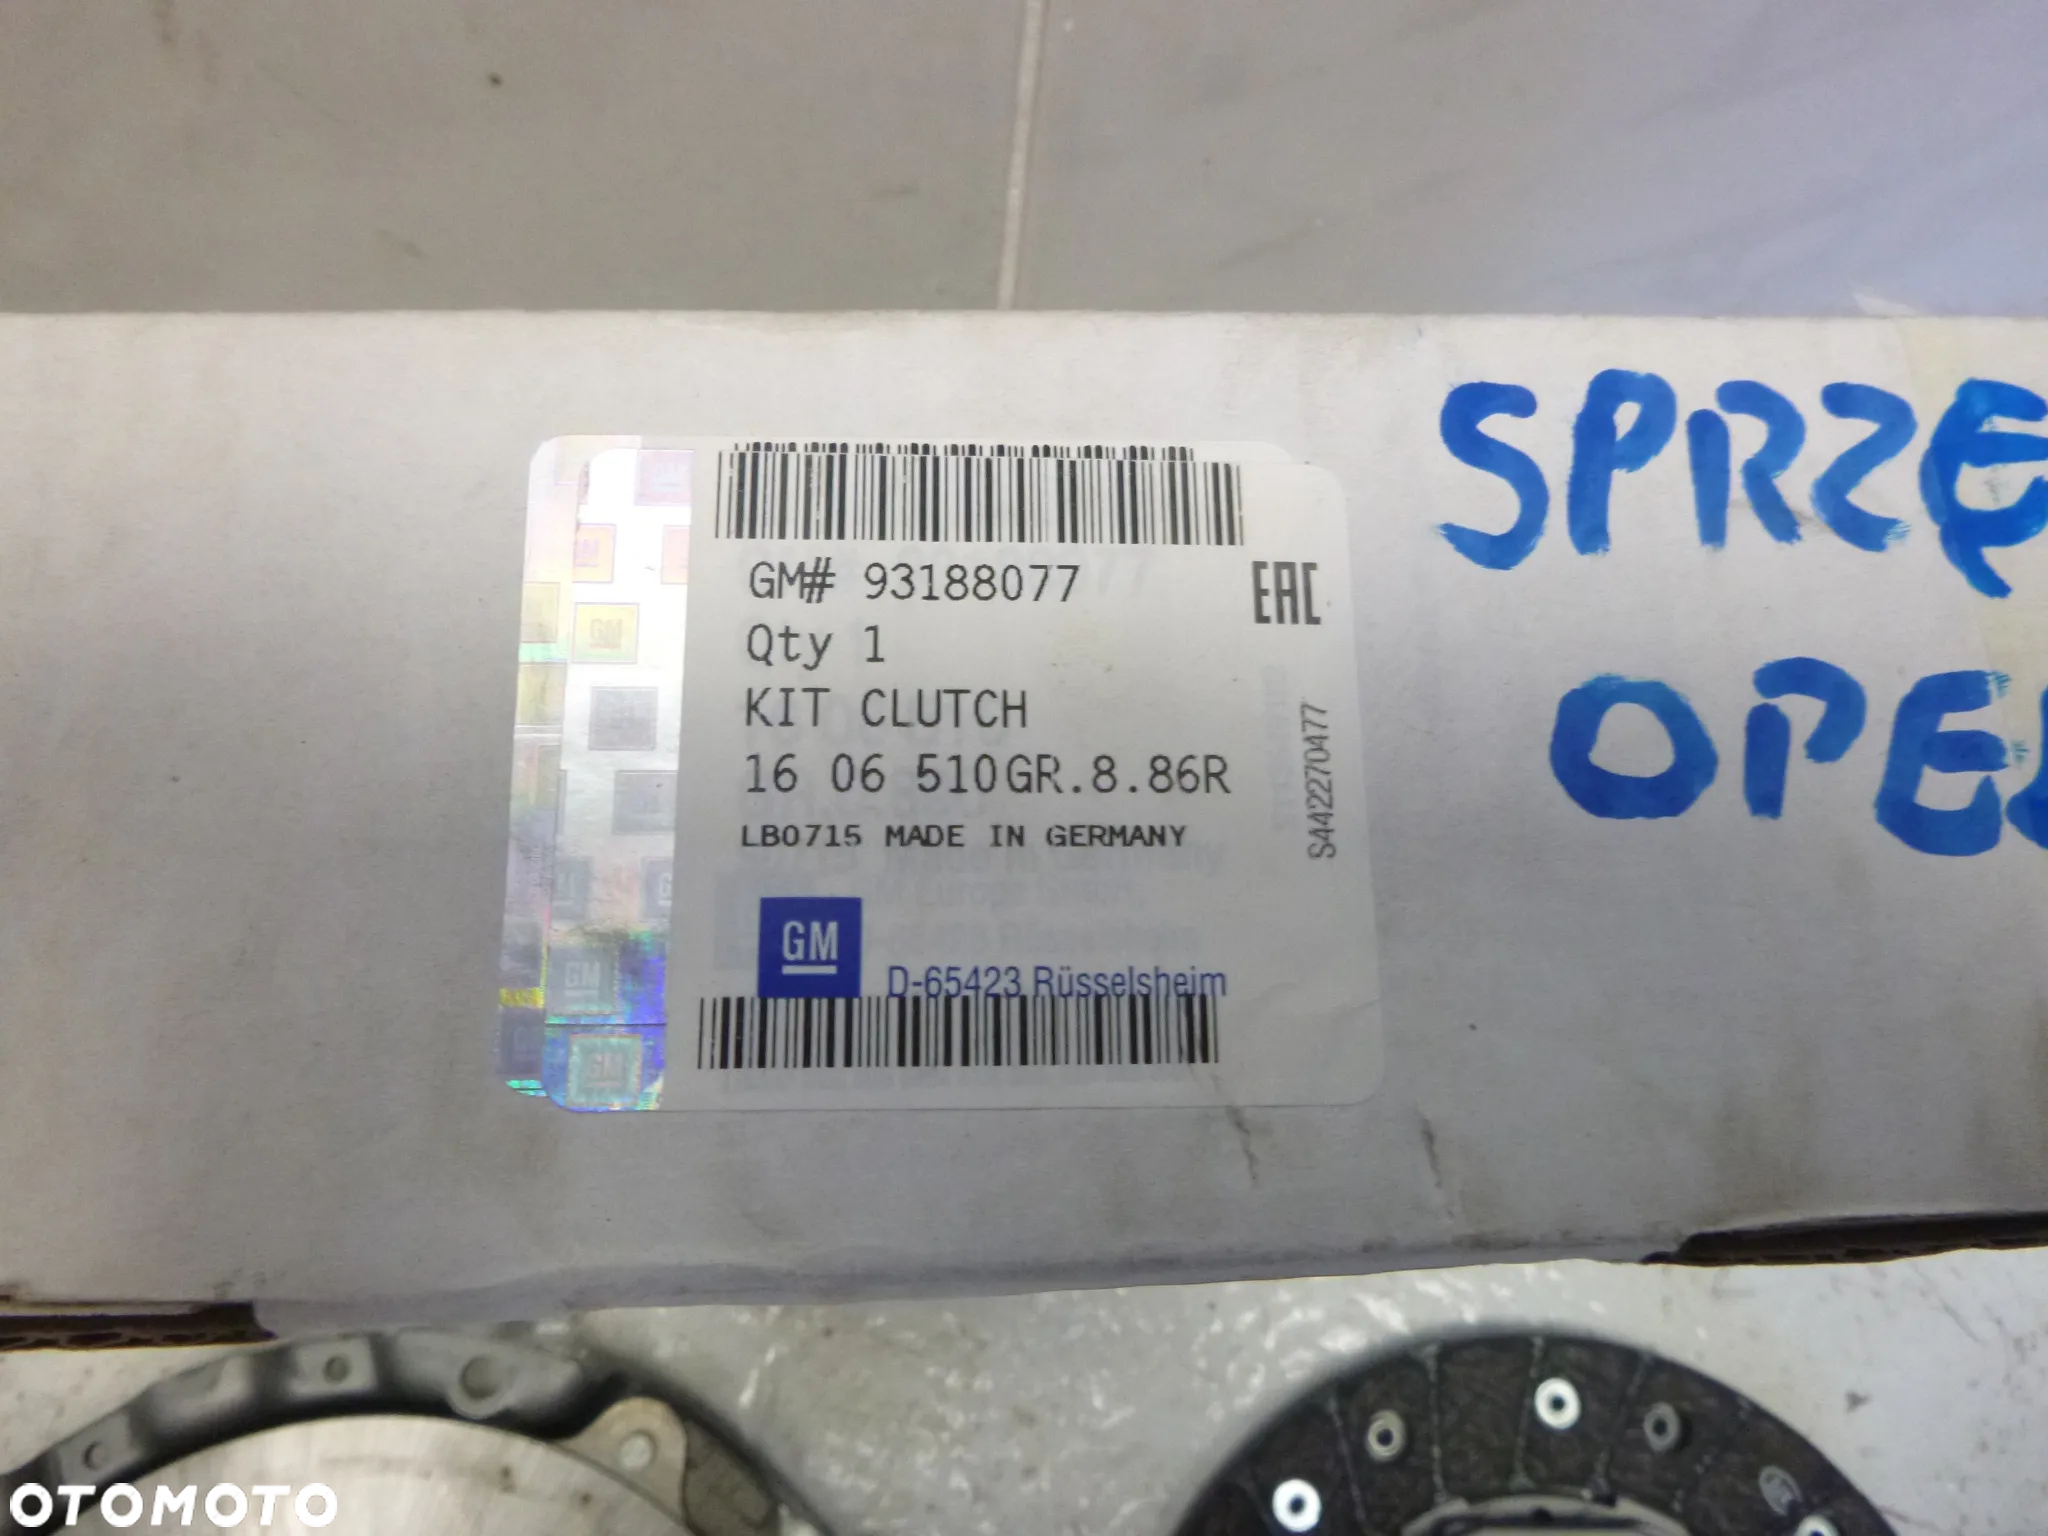 SPRZĘ
OPEL
GM# 93188077
EAC
Qty 1
KIT CLUTCH
16 06 510GR.8.86R
LB0715 MADE IN GERMANY
S442270477
GM
D-65423 Rüsselsheim
OTOMOTO